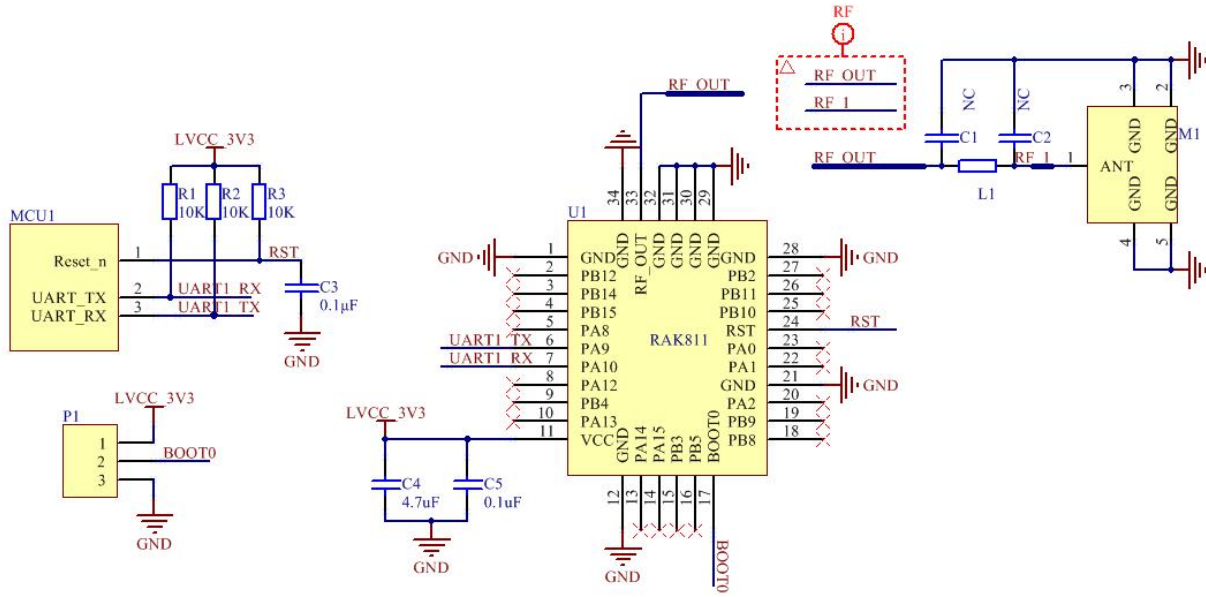 RF
i
RF_OUT
RF_1
RF_OUT
NC
NC
C1
C2
RF_OUT
L1
RF_1
1
ANT
M1
3
2
GND
GND
GND
GND
4
5
LVCC_3V3
R1
10K
R2
10K
R3
10K
MCU1
Reset_n
1
RST
UART_TX
2
UART1_RX
UART_RX
3
UART1_TX
C3
0.1µF
GND
P1
LVCC_3V3
1
2
BOOT0
3
GND
U1
RAK811
34
33
32
31
30
29
GND
RF_OUT
GND
GND
GND
GND
GND
1
GND
2
PB12
3
PB14
4
PB15
5
PA8
UART1_TX
6
PA9
UART1_RX
7
PA10
8
PA12
9
PB4
10
PA13
11
VCC
GND
28
GND
PB2
27
PB11
26
PB10
25
RST
24
RST
PA0
23
PA1
22
GND
21
GND
PA2
20
PB9
19
PB8
18
GND
PA14
PA15
PB3
PB5
BOOT0
12
13
14
15
16
17
GND
BOOT0
LVCC_3V3
C4
4.7uF
C5
0.1uF
GND